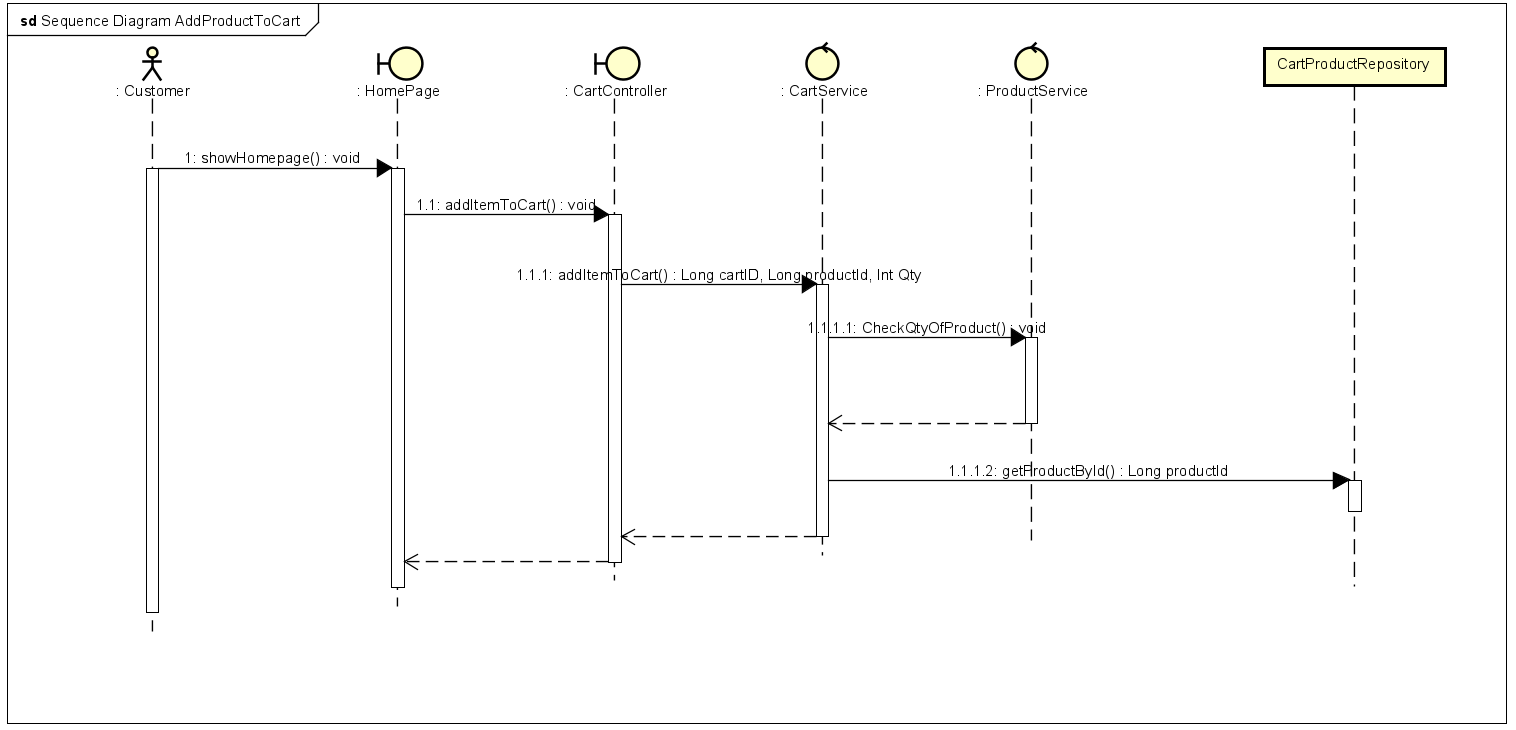 sd Sequence Diagram AddProductToCart
: Customer
: HomePage
: CartController
: CartService
: ProductService
CartProductRepository
1: showHomepage() : void
1.1: addItemToCart() : void
1.1.1: addItemToCart() : Long cartID, Long productId, Int Qty
1.1.1.1: CheckQtyOfProduct() : void
1.1.1.2: getProductById() : Long productId